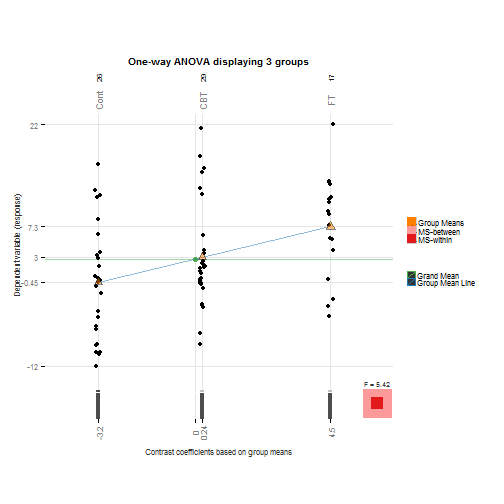 One-way ANOVA displaying 3 groups
26
29
17
Cont
CBT
FT
22
7.3
3
-0.45
-12
Dependent variable (response)
Group Means
MS-between
MS-within
Grand Mean
Group Mean Line
F = 5.42
-3.2
0
0.24
4.5
Contrast coefficients based on group means